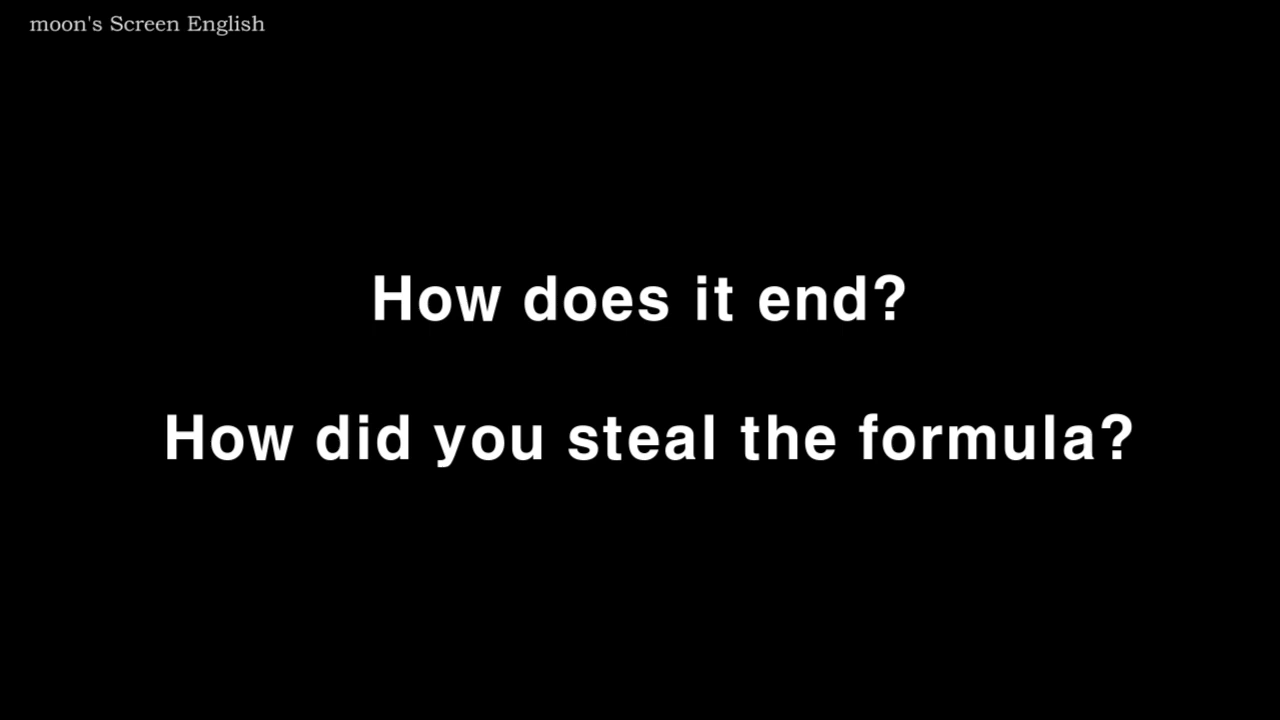 moon's Screen English
How does it end?
How did you steal the formula?